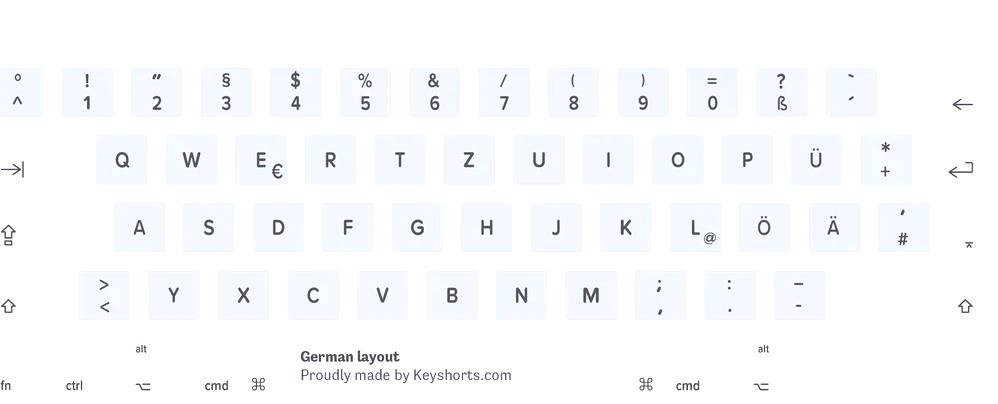 ° ! ” § $ % & / ( ) = ? `
^ 1 2 3 4 5 6 7 8 9 0 ß ´ ←
→| Q W E € R T Z U I O P Ü * +
A S D F G H J K L @ Ö Ä ' #
> < Y X C V B N M ; , : . – -
alt alt
German layout
Proudly made by Keyshorts.com
fn ctrl ⌥ cmd ⌘ ⌘ cmd ⌥